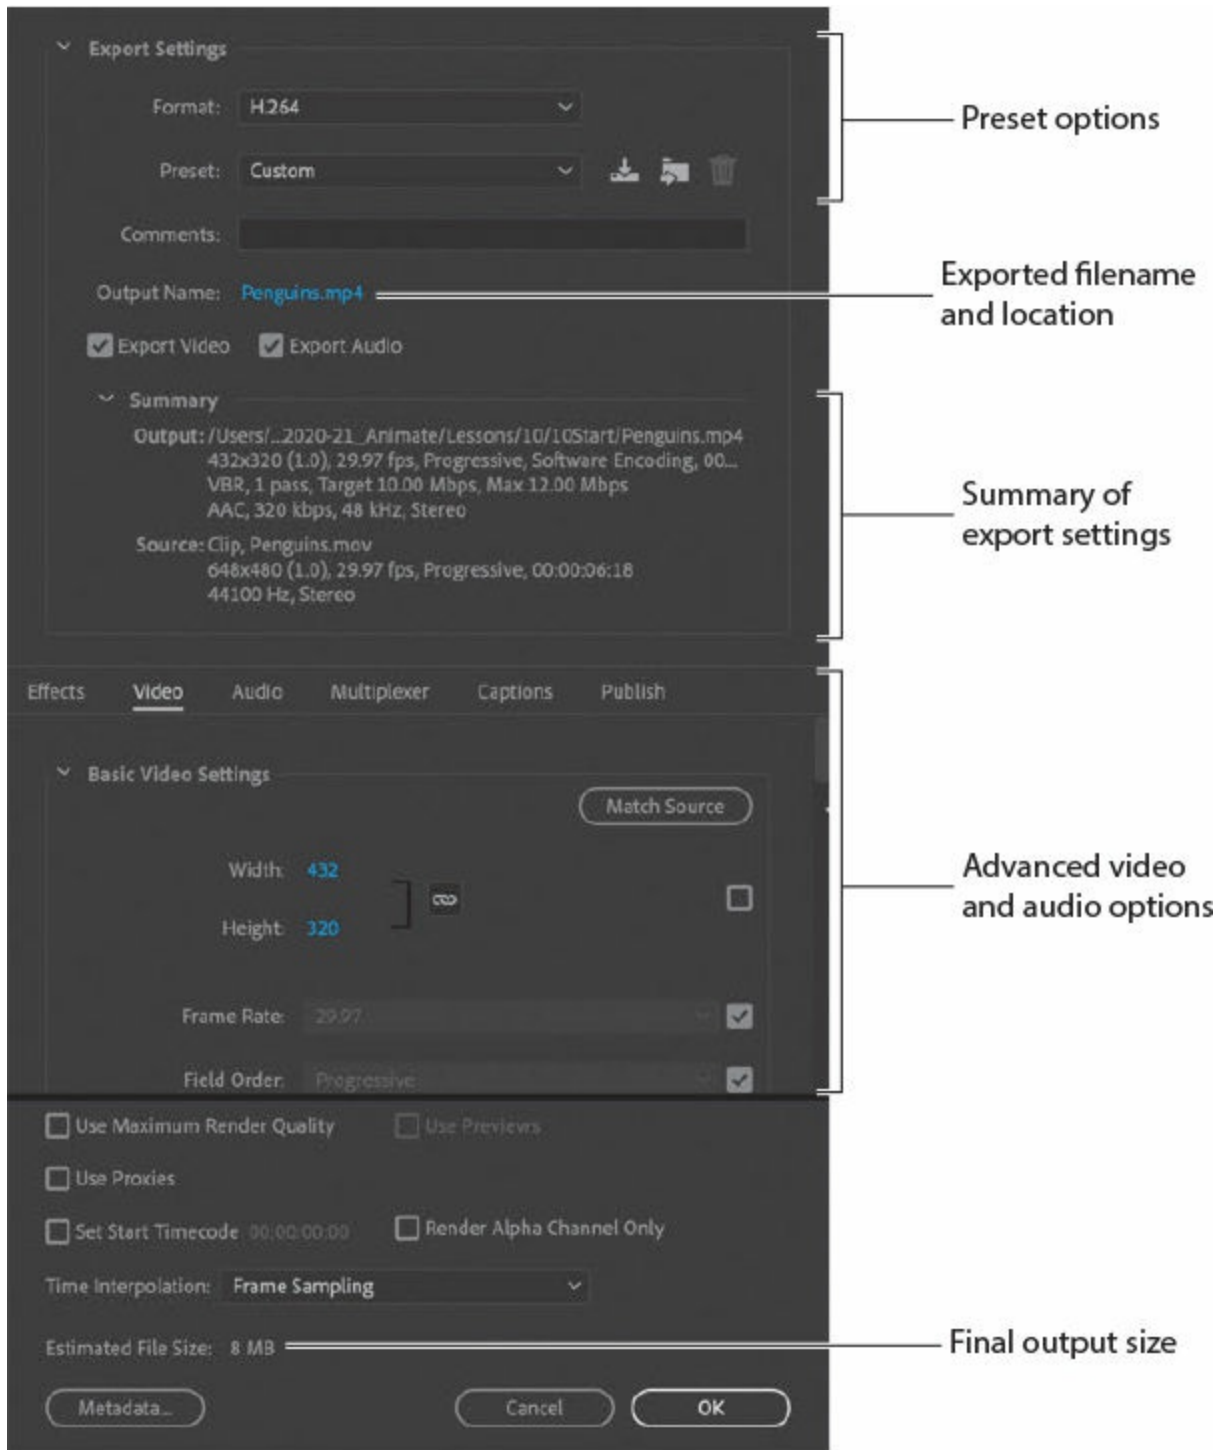 Export Settings
Format: H.264
Preset options
Preset: Custom
Comments:
Output Name: Penguins.mp4
Exported filename
and location
Export Video Export Audio
Summary
Output: /Users/...2020-21_Animate/Lessons/10/10Start/Penguins.mp4
432x320 (1.0), 29.97 fps, Progressive, Software Encoding, 00...
VBR, 1 pass, Target 10.00 Mbps, Max 12.00 Mbps
AAC, 320 kbps, 48 kHz, Stereo
Source: Clip, Penguins.mov
648x480 (1.0), 29.97 fps, Progressive, 00:00:06:18
44100 Hz, Stereo
Summary of
export settings
Effects Video Audio Multiplexer Captions Publish
Basic Video Settings
Match Source
Width: 432
Height: 320
Advanced video
and audio options
Frame Rate: 29.97
Field Order: Progressive
Use Maximum Render Quality Use Previews
Use Proxies
Set Start Timecode 00:00:00:00 Render Alpha Channel Only
Time Interpolation: Frame Sampling
Estimated File Size: 8 MB
Final output size
Metadata... Cancel OK